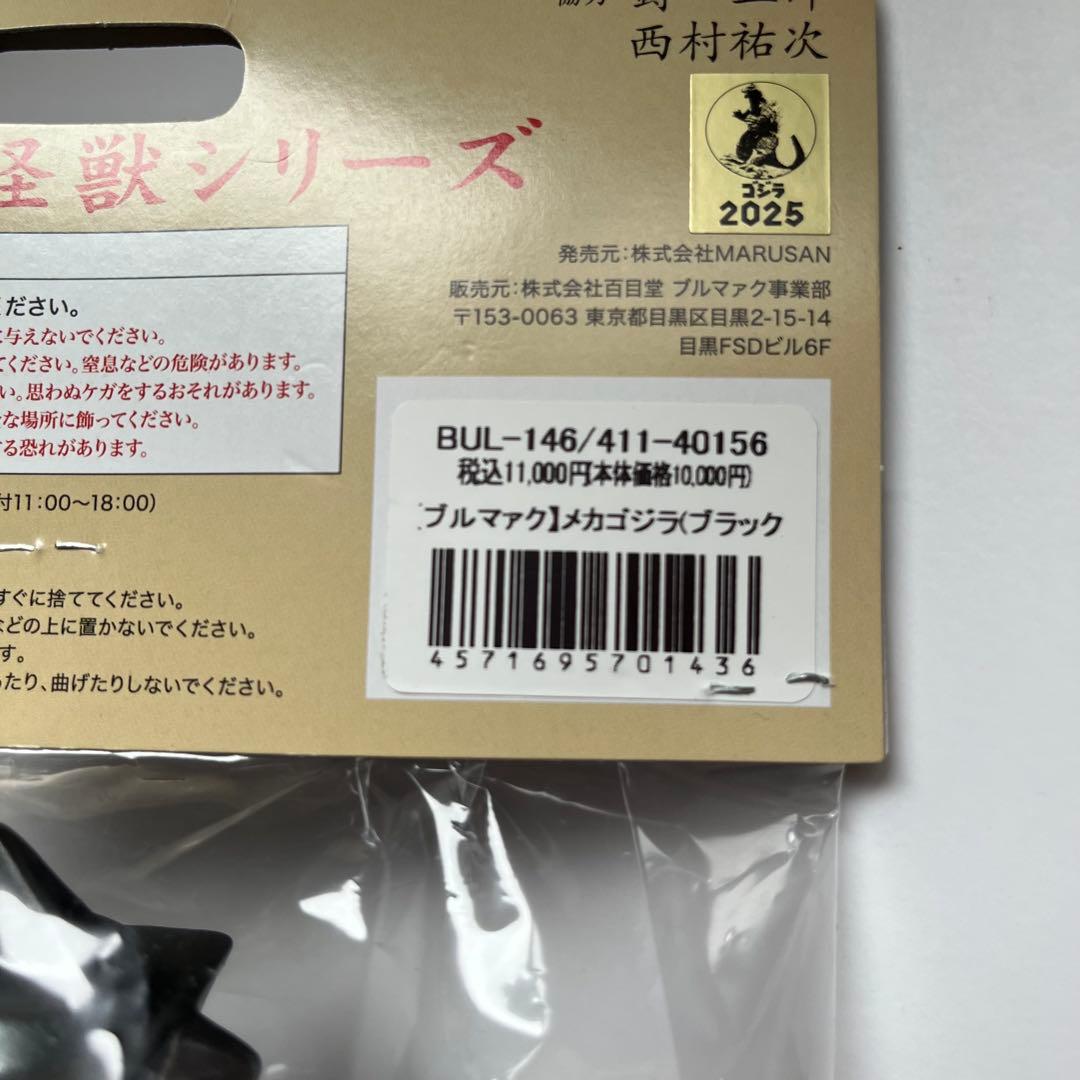 協力
西村祐次
怪獣シリーズ
ゴジラ
2025
発売元：株式会社MARUSAN
販売元：株式会社百目堂 ブルマァク事業部
〒153-0063 東京都目黒区目黒2-15-14
目黒FSDビル6F
ください。
与えないでください。
てください。窒息などの危険があります。
い。思わぬケガをするおそれがあります。
な場所に飾ってください。
する恐れがあります。
付11：00〜18：00）
すぐに捨ててください。
などの上に置かないでください。
す。
ったり、曲げたりしないでください。
BUL-146/411-40156
税込11,000円(本体価格10,000円)
ブルマァク】メカゴジラ(ブラック
4571695701436